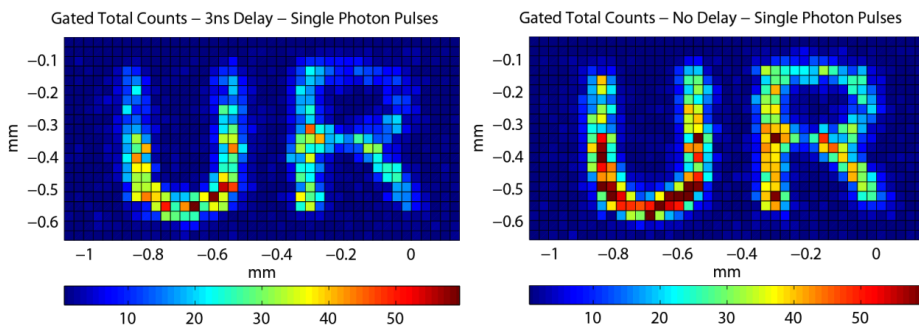 Gated Total Counts – 3ns Delay – Single Photon Pulses
−0.1
−0.2
−0.3
−0.4
−0.5
−0.6
mm
UR
−1 −0.8 −0.6 −0.4 −0.2 0
mm
10 20 30 40 50
Gated Total Counts – No Delay – Single Photon Pulses
−0.1
−0.2
−0.3
−0.4
−0.5
−0.6
mm
UR
−1 −0.8 −0.6 −0.4 −0.2 0
mm
10 20 30 40 50